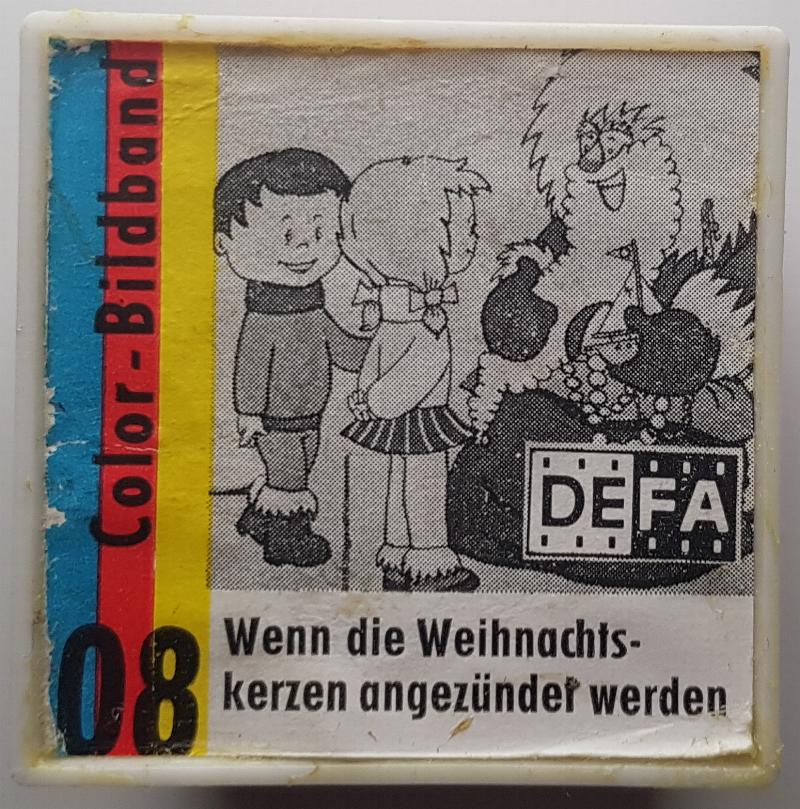 Color-Bildband
08
DEFA
Wenn die Weihnachts-
kerzen angezündet werden